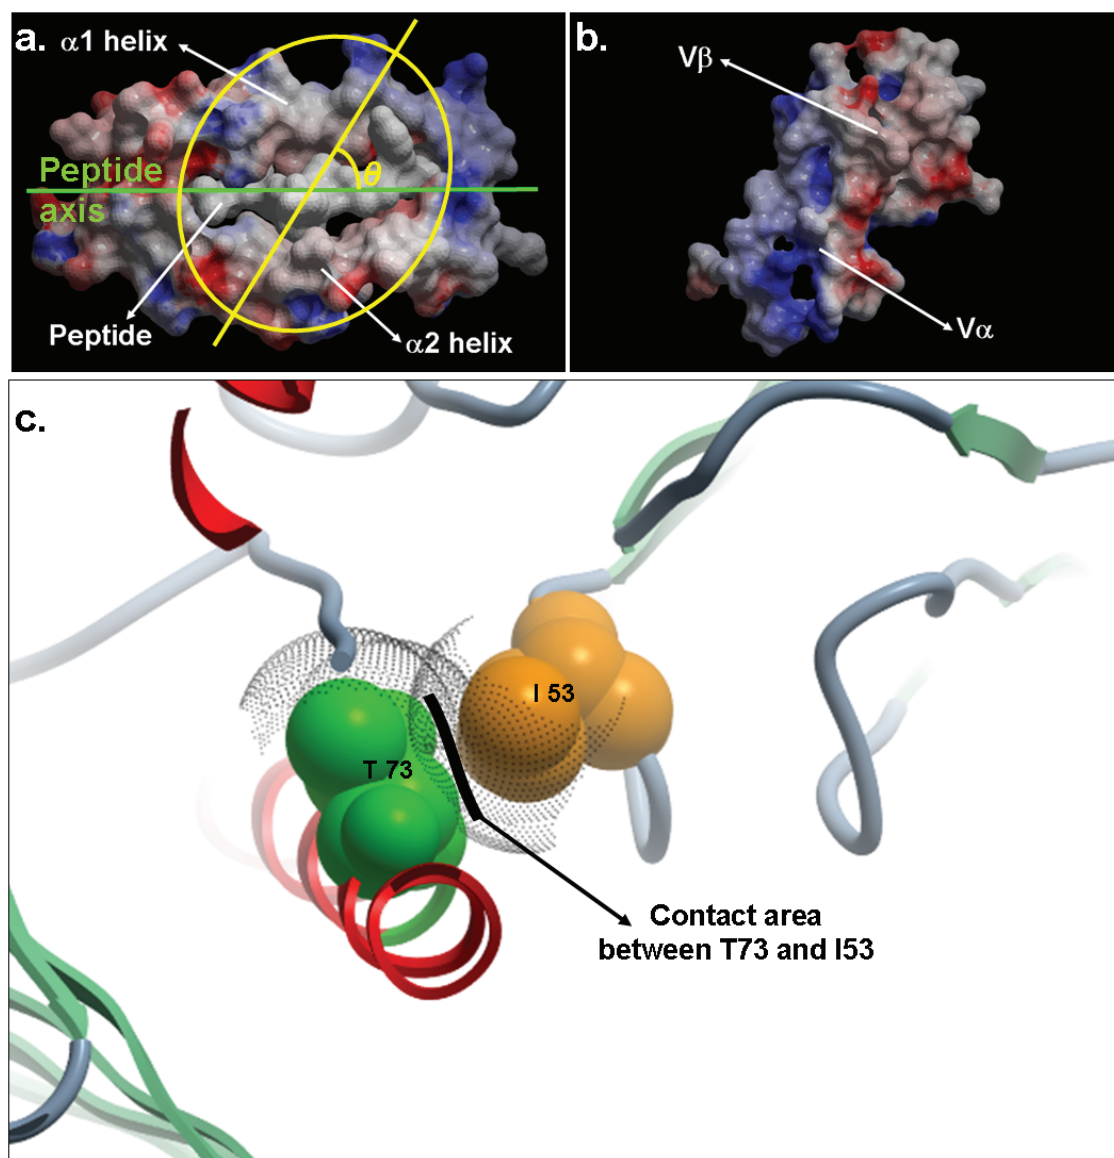 a.
α1 helix
Peptide
axis
θ
Peptide
α2 helix
b.
Vβ
Vα
c.
I 53
T 73
Contact area
between T73 and I53